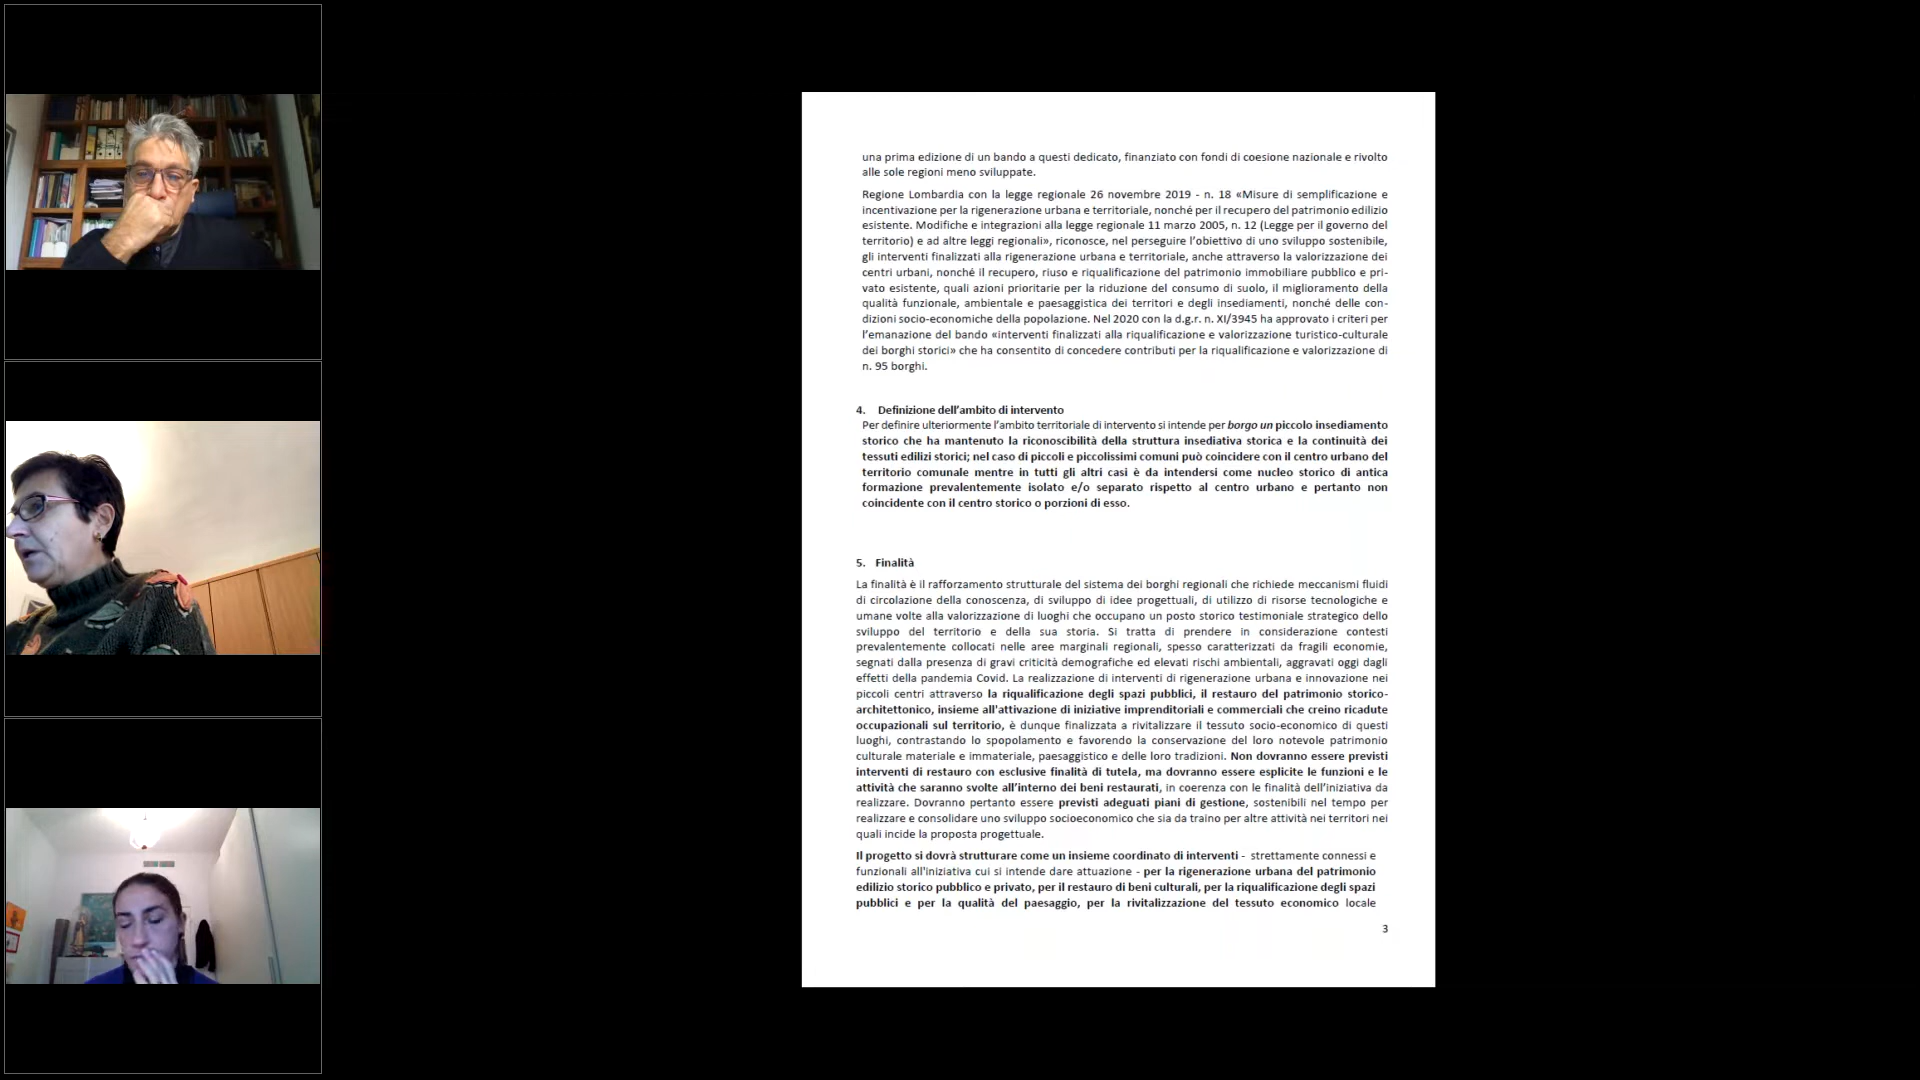 una prima edizione di un bando a questi dedicato, finanziato con fondi di coesione nazionale e rivolto
alle sole regioni meno sviluppate.
Regione Lombardia con la legge regionale 26 novembre 2019 - n. 18 «Misure di semplificazione e
incentivazione per la rigenerazione urbana e territoriale, nonché per il recupero del patrimonio edilizio
esistente. Modifiche e integrazioni alla legge regionale 11 marzo 2005, n. 12 (Legge per il governo del
territorio) e ad altre leggi regionali», riconosce, nel perseguire l’obiettivo di uno sviluppo sostenibile,
gli interventi finalizzati alla rigenerazione urbana e territoriale, anche attraverso la valorizzazione dei
centri urbani, nonché il recupero, riuso e riqualificazione del patrimonio immobiliare pubblico e pri-
vato esistente, quali azioni prioritarie per la riduzione del consumo di suolo, il miglioramento della
qualità funzionale, ambientale e paesaggistica dei territori e degli insediamenti, nonché delle con-
dizioni socio-economiche della popolazione. Nel 2020 con la d.g.r. n. XI/3945 ha approvato i criteri per
l’emanazione del bando «interventi finalizzati alla riqualificazione e valorizzazione turistico-culturale
dei borghi storici» che ha consentito di concedere contributi per la riqualificazione e valorizzazione di
n. 95 borghi.
4. Definizione dell’ambito di intervento
Per definire ulteriormente l’ambito territoriale di intervento si intende per borgo un piccolo insediamento
storico che ha mantenuto la riconoscibilità della struttura insediativa storica e la continuità dei
tessuti edilizi storici; nel caso di piccoli e piccolissimi comuni può coincidere con il centro urbano del
territorio comunale mentre in tutti gli altri casi è da intendersi come nucleo storico di antica
formazione prevalentemente isolato e/o separato rispetto al centro urbano e pertanto non
coincidente con il centro storico o porzioni di esso.
5. Finalità
La finalità è il rafforzamento strutturale del sistema dei borghi regionali che richiede meccanismi fluidi
di circolazione della conoscenza, di sviluppo di idee progettuali, di utilizzo di risorse tecnologiche e
umane volte alla valorizzazione di luoghi che occupano un posto storico testimoniale strategico dello
sviluppo del territorio e della sua storia. Si tratta di prendere in considerazione contesti
prevalentemente collocati nelle aree marginali regionali, spesso caratterizzati da fragili economie,
segnati dalla presenza di gravi criticità demografiche ed elevati rischi ambientali, aggravati oggi dagli
effetti della pandemia Covid. La realizzazione di interventi di rigenerazione urbana e innovazione nei
piccoli centri attraverso la riqualificazione degli spazi pubblici, il restauro del patrimonio storico-
architettonico, insieme all'attivazione di iniziative imprenditoriali e commerciali che creino ricadute
occupazionali sul territorio, è dunque finalizzata a rivitalizzare il tessuto socio-economico di questi
luoghi, contrastando lo spopolamento e favorendo la conservazione del loro notevole patrimonio
culturale materiale e immateriale, paesaggistico e delle loro tradizioni. Non dovranno essere previsti
interventi di restauro con esclusive finalità di tutela, ma dovranno essere esplicite le funzioni e le
attività che saranno svolte all’interno dei beni restaurati, in coerenza con le finalità dell’iniziativa da
realizzare. Dovranno pertanto essere previsti adeguati piani di gestione, sostenibili nel tempo per
realizzare e consolidare uno sviluppo socioeconomico che sia da traino per altre attività nei territori nei
quali incide la proposta progettuale.
Il progetto si dovrà strutturare come un insieme coordinato di interventi - strettamente connessi e
funzionali all'iniziativa cui si intende dare attuazione - per la rigenerazione urbana del patrimonio
edilizio storico pubblico e privato, per il restauro di beni culturali, per la riqualificazione degli spazi
pubblici e per la qualità del paesaggio, per la rivitalizzazione del tessuto economico locale
3